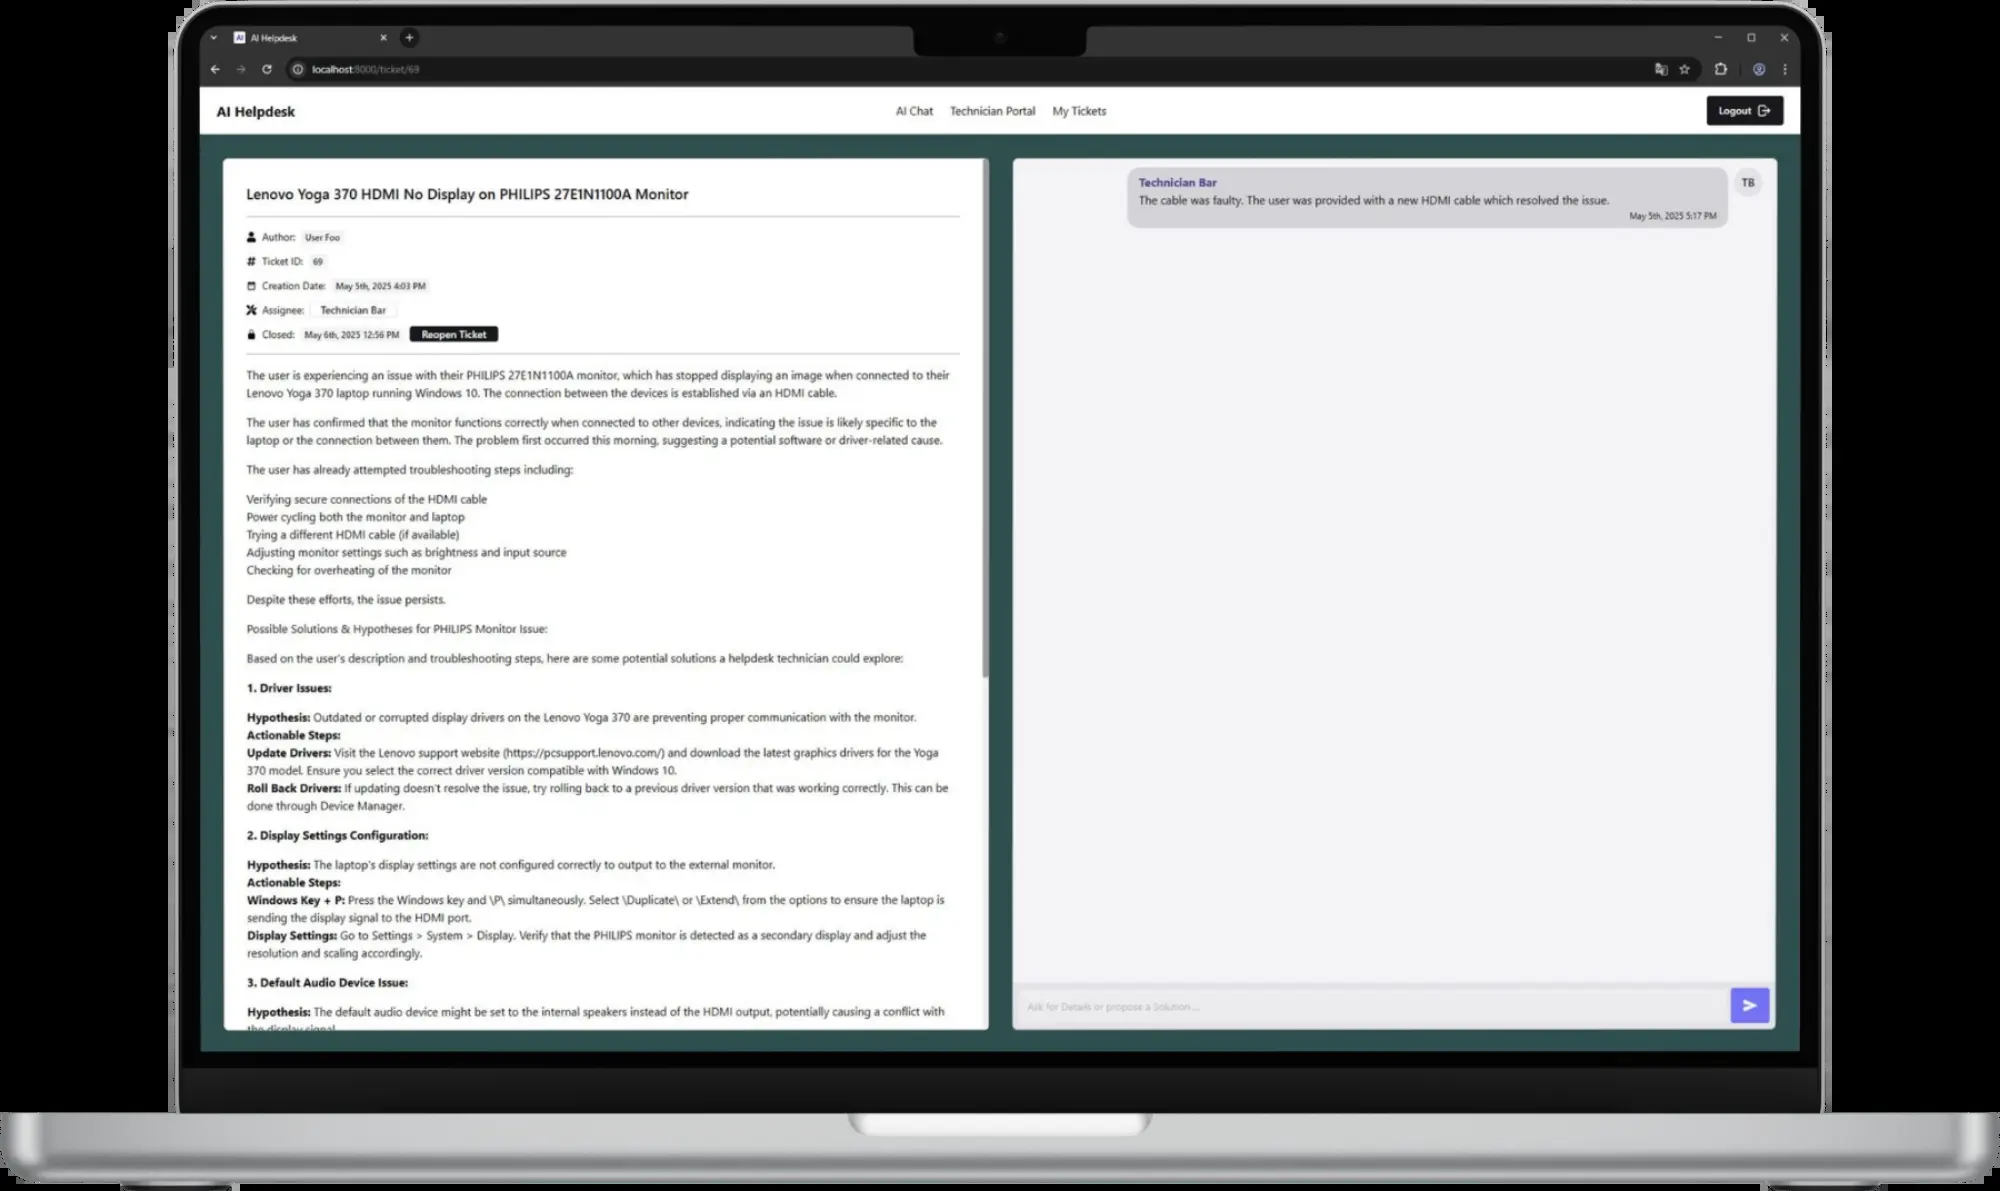 AI Helpdesk
localhost:8000/ticket/69
AI Helpdesk
AI Chat
Technician Portal
My Tickets
Logout
Lenovo Yoga 370 HDMI No Display on PHILIPS 27E1N1100A Monitor
Author: User Foo
# Ticket ID: 69
Creation Date: May 5th, 2025 4:03 PM
Assignee: Technician Bar
Closed: May 6th, 2025 12:56 PM Reopen Ticket
The user is experiencing an issue with their PHILIPS 27E1N1100A monitor, which has stopped displaying an image when connected to their
Lenovo Yoga 370 laptop running Windows 10. The connection between the devices is established via an HDMI cable.
The user has confirmed that the monitor functions correctly when connected to other devices, indicating the issue is likely specific to the
laptop or the connection between them. The problem first occurred this morning, suggesting a potential software or driver-related cause.
The user has already attempted troubleshooting steps including:
Verifying secure connections of the HDMI cable
Power cycling both the monitor and laptop
Trying a different HDMI cable (if available)
Adjusting monitor settings such as brightness and input source
Checking for overheating of the monitor
Despite these efforts, the issue persists.
Possible Solutions & Hypotheses for PHILIPS Monitor Issue:
Based on the user's description and troubleshooting steps, here are some potential solutions a helpdesk technician could explore:
1. Driver Issues:
Hypothesis: Outdated or corrupted display drivers on the Lenovo Yoga 370 are preventing proper communication with the monitor.
Actionable Steps:
Update Drivers: Visit the Lenovo support website (https://pcsupport.lenovo.com/) and download the latest graphics drivers for the Yoga
370 model. Ensure you select the correct driver version compatible with Windows 10.
Roll Back Drivers: If updating doesn't resolve the issue, try rolling back to a previous driver version that was working correctly. This can be
done through Device Manager.
2. Display Settings Configuration:
Hypothesis: The laptop's display settings are not configured correctly to output to the external monitor.
Actionable Steps:
Windows Key + P: Press the Windows key and \P\ simultaneously. Select \Duplicate\ or \Extend\ from the options to ensure the laptop is
sending the display signal to the HDMI port.
Display Settings: Go to Settings > System > Display. Verify that the PHILIPS monitor is detected as a secondary display and adjust the
resolution and scaling accordingly.
3. Default Audio Device Issue:
Hypothesis: The default audio device might be set to the internal speakers instead of the HDMI output, potentially causing a conflict with
the display signal
Technician Bar
The cable was faulty. The user was provided with a new HDMI cable which resolved the issue.
May 5th, 2025 5:17 PM
TB
Ask for Details or propose a Solution...